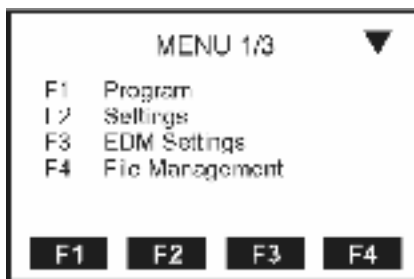 MENU 1/3
F1 Program
F2 Settings
F3 EDM Settings
F4 File Management
F1 F2 F3 F4